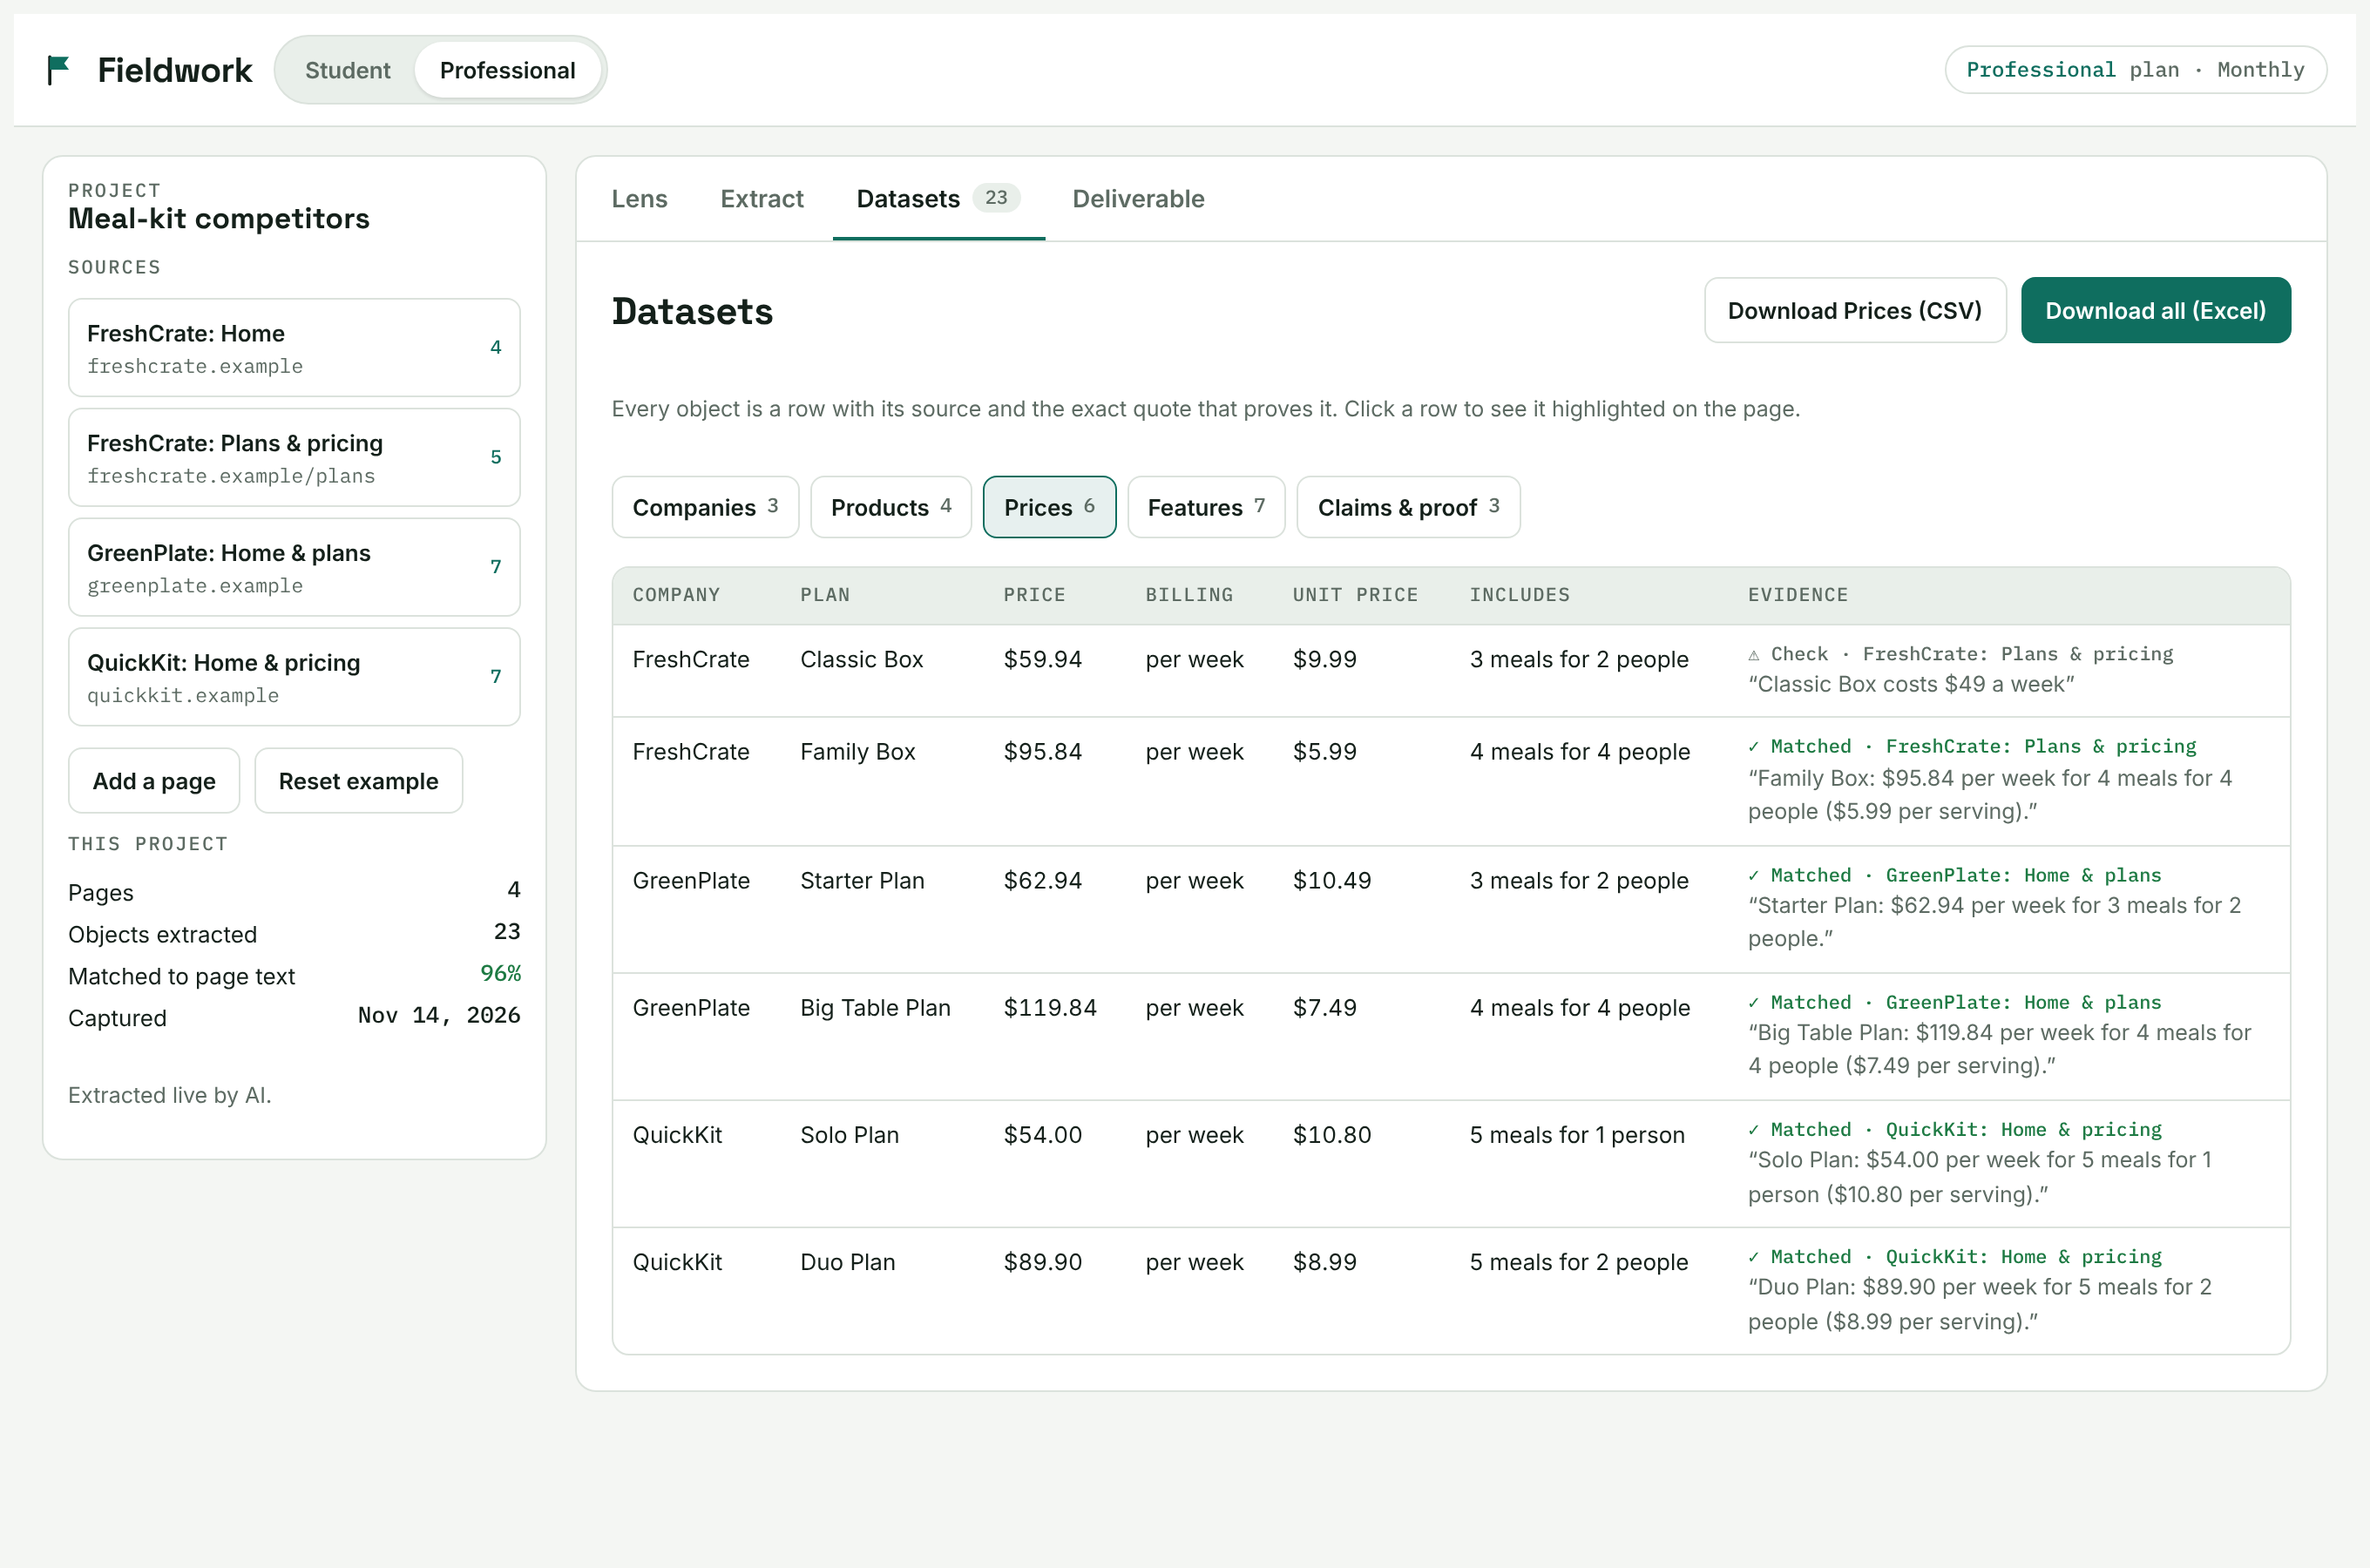 Fieldwork
Student
Professional
Professional plan · Monthly
PROJECT
Meal-kit competitors
SOURCES
FreshCrate: Home
freshcrate.example
4
FreshCrate: Plans & pricing
freshcrate.example/plans
5
GreenPlate: Home & plans
greenplate.example
7
QuickKit: Home & pricing
quickkit.example
7
Add a page
Reset example
THIS PROJECT
Pages 4
Objects extracted 23
Matched to page text 96%
Captured Nov 14, 2026
Extracted live by AI.
Lens
Extract
Datasets 23
Deliverable
Datasets
Download Prices (CSV)
Download all (Excel)
Every object is a row with its source and the exact quote that proves it. Click a row to see it highlighted on the page.
Companies 3
Products 4
Prices 6
Features 7
Claims & proof 3
COMPANY PLAN PRICE BILLING UNIT PRICE INCLUDES EVIDENCE
FreshCrate Classic Box $59.94 per week $9.99 3 meals for 2 people ⚠ Check · FreshCrate: Plans & pricing
“Classic Box costs $49 a week”
FreshCrate Family Box $95.84 per week $5.99 4 meals for 4 people ✓ Matched · FreshCrate: Plans & pricing
“Family Box: $95.84 per week for 4 meals for 4
people ($5.99 per serving).”
GreenPlate Starter Plan $62.94 per week $10.49 3 meals for 2 people ✓ Matched · GreenPlate: Home & plans
“Starter Plan: $62.94 per week for 3 meals for 2
people.”
GreenPlate Big Table Plan $119.84 per week $7.49 4 meals for 4 people ✓ Matched · GreenPlate: Home & plans
“Big Table Plan: $119.84 per week for 4 meals for
4 people ($7.49 per serving).”
QuickKit Solo Plan $54.00 per week $10.80 5 meals for 1 person ✓ Matched · QuickKit: Home & pricing
“Solo Plan: $54.00 per week for 5 meals for 1
person ($10.80 per serving).”
QuickKit Duo Plan $89.90 per week $8.99 5 meals for 2 people ✓ Matched · QuickKit: Home & pricing
“Duo Plan: $89.90 per week for 5 meals for 2
people ($8.99 per serving).”